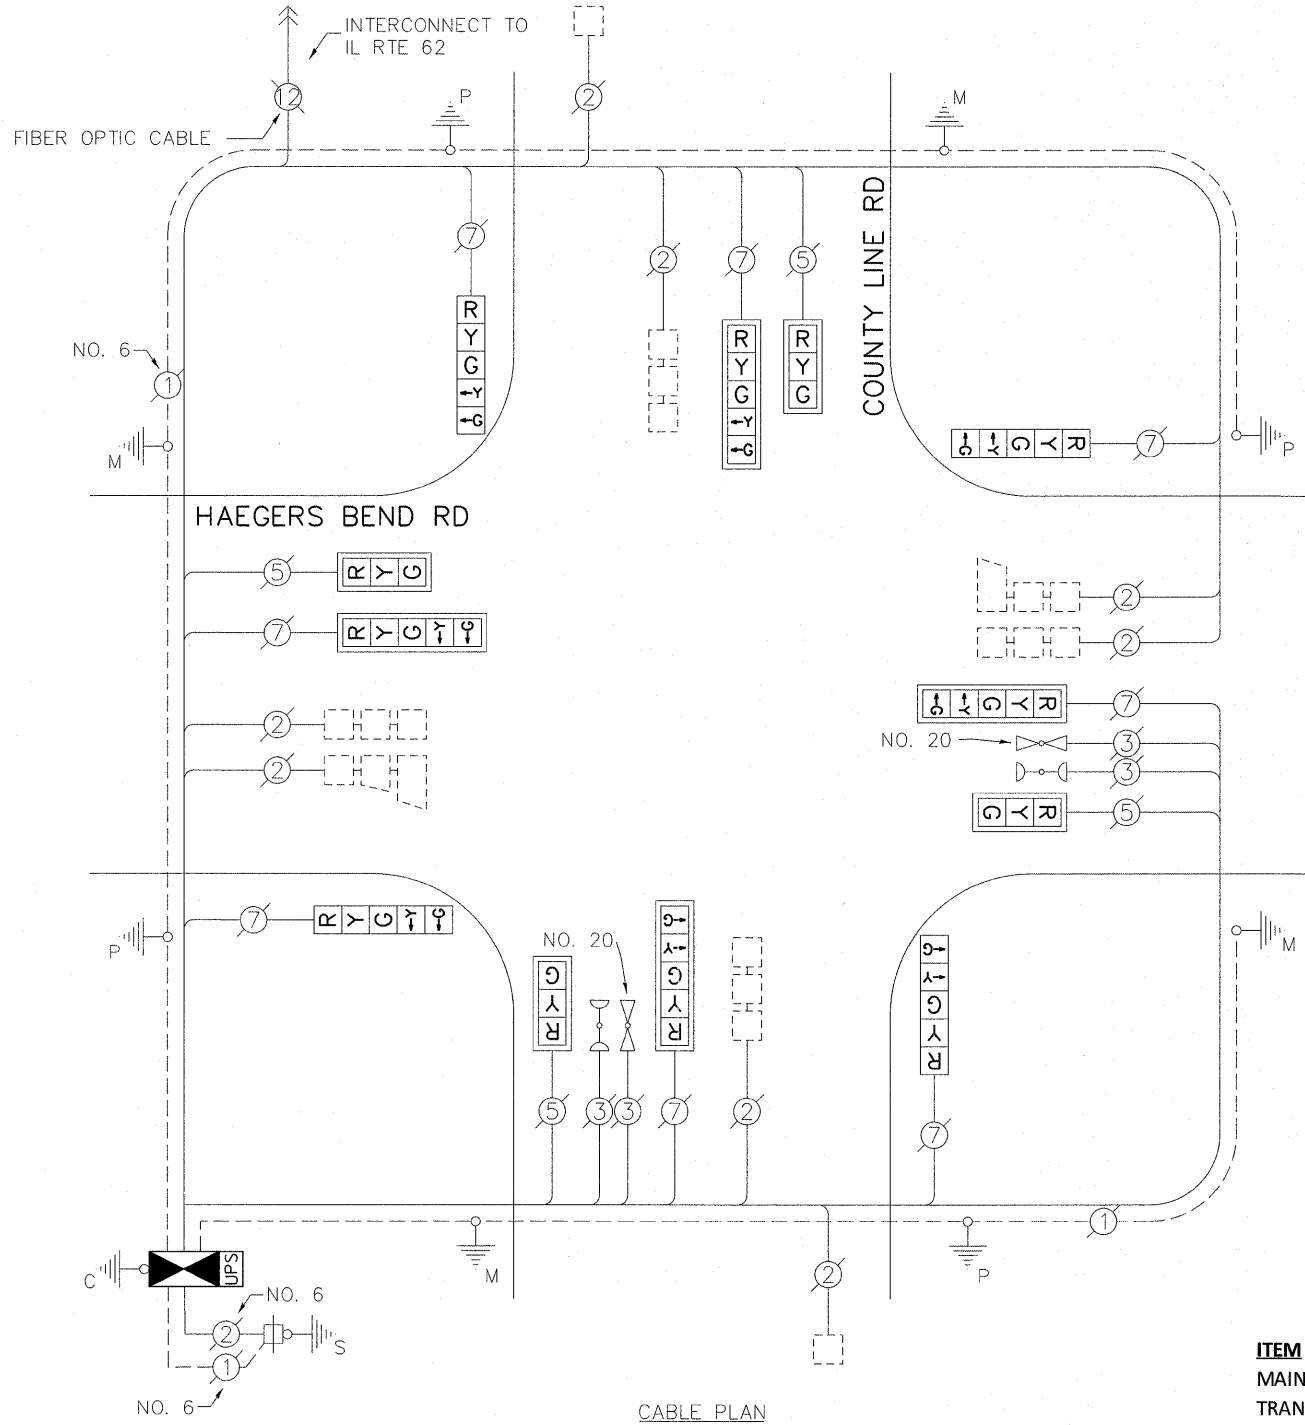 INTERCONNECT TO
IL RTE 62
12
2
P
M
FIBER OPTIC CABLE
COUNTY LINE RD
7
2
7
5
R
Y
G
←Y
←G
R
Y
G
←Y
←G
R
Y
G
NO. 6
1
M
R Y G ←Y ←G
7
P
HAEGERS BEND RD
5
R Y G
7
R Y G ←Y ←G
2
2
2
2
R Y G ←Y ←G
7
NO. 20
3
3
R Y G
5
7
R Y G ←Y ←G
P
NO. 20
R Y G
R Y G ←Y ←G
R Y G ←Y ←G
M
5
3
3
7
2
7
1
C
UPS
M
P
2
NO. 6
2
S
1
NO. 6
CABLE PLAN
ITEM
MAIN
TRAN